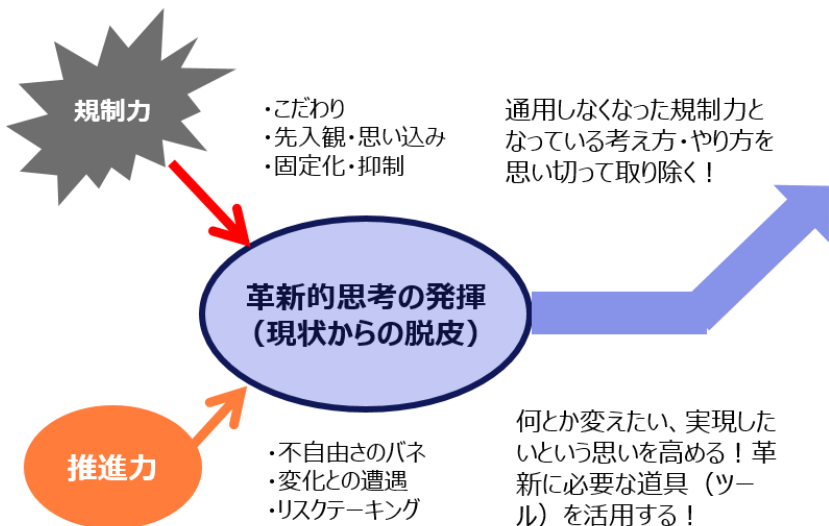 規制力
・こだわり
・先入観・思い込み
・固定化・抑制
通用しなくなった規制力と
なっている考え方・やり方を
思い切って取り除く！
革新的思考の発揮
（現状からの脱皮）
推進力
・不自由さのバネ
・変化との遭遇
・リスクテーキング
何とか変えたい、実現した
いという思いを高める！革
新に必要な道具（ツー
ル）を活用する！